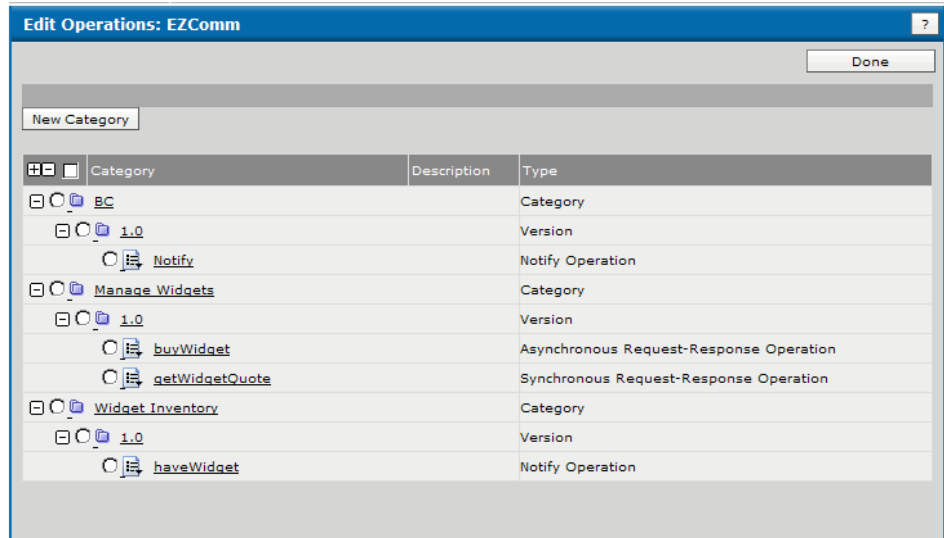 Edit Operations: EZComm ?
Done
New Category
Category Description Type
BC Category
1.0 Version
Notify Notify Operation
Manage Widgets Category
1.0 Version
buyWidget Asynchronous Request-Response Operation
getWidgetQuote Synchronous Request-Response Operation
Widget Inventory Category
1.0 Version
haveWidget Notify Operation